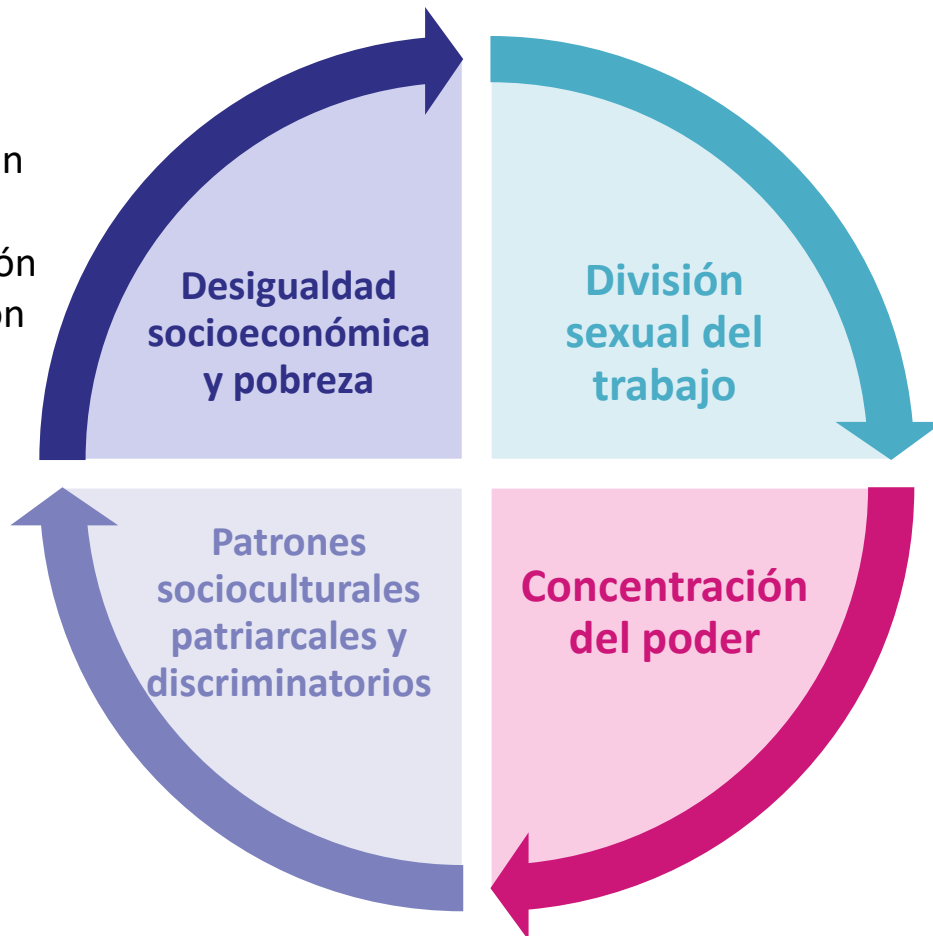 Desigualdad
socioeconómica
y pobreza
División
sexual del
trabajo
Patrones
socioculturales
patriarcales y
discriminatorios
Concentración
del poder